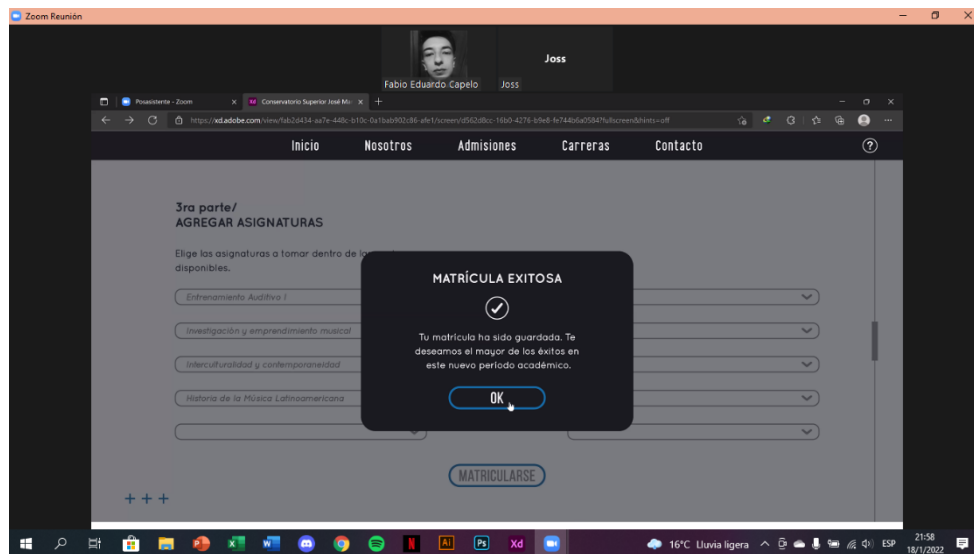 Zoom Reunión
Joss
Fabio Eduardo Capelo
Joss
Posasistente - Zoom
Conservatorio Superior José Ma
https://xd.adobe.com/view/fab2d434-aa7e-448c-b10c-0a1bab902c86-afe1/screen/d562d8cc-16b0-4276-b9e8-fe744b6a0584?fullscreen&hints=off
Inicio Nosotros Admisiones Carreras Contacto ?
3ra parte/
AGREGAR ASIGNATURAS
Elige las asignaturas a tomar dentro de
disponibles.
Entrenamiento Auditivo I
Investigación y emprendimiento musical
Interculturalidad y contemporaneidad
Historia de la Música Latinoamericana
MATRÍCULA EXITOSA
Tu matrícula ha sido guardada. Te
deseamos el mayor de los éxitos en
este nuevo período académico.
OK
MATRICULARSE
+ + +
16°C Lluvia ligera ESP
21:58
18/1/2022